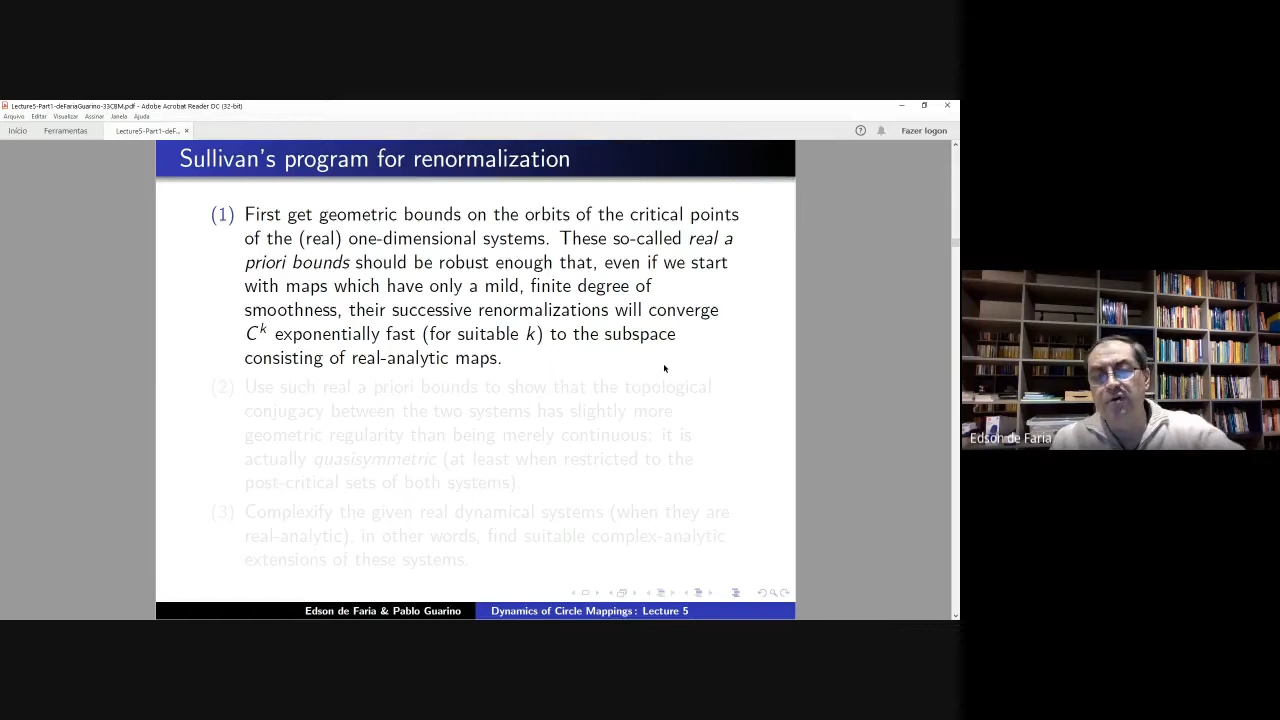 Lecture5-Part1-deFariaGuarino-33CBM.pdf - Adobe Acrobat Reader DC (32-bit)
Arquivo Editar Visualizar Assinar Janela Ajuda
Início Ferramentas Lecture5-Part1-deF... × Fazer logon
Sullivan's program for renormalization
(1) First get geometric bounds on the orbits of the critical points
of the (real) one-dimensional systems. These so-called real a
priori bounds should be robust enough that, even if we start
with maps which have only a mild, finite degree of
smoothness, their successive renormalizations will converge
C^k exponentially fast (for suitable k) to the subspace
consisting of real-analytic maps.
(2) Use such real a priori bounds to show that the topological
conjugacy between the two systems has slightly more
geometric regularity than being merely continuous: it is
actually quasisymmetric (at least when restricted to the
post-critical sets of both systems).
(3) Complexify the given real dynamical systems (when they are
real-analytic), in other words, find suitable complex-analytic
extensions of these systems.
Edson de Faria & Pablo Guarino Dynamics of Circle Mappings: Lecture 5
Edson de Faria